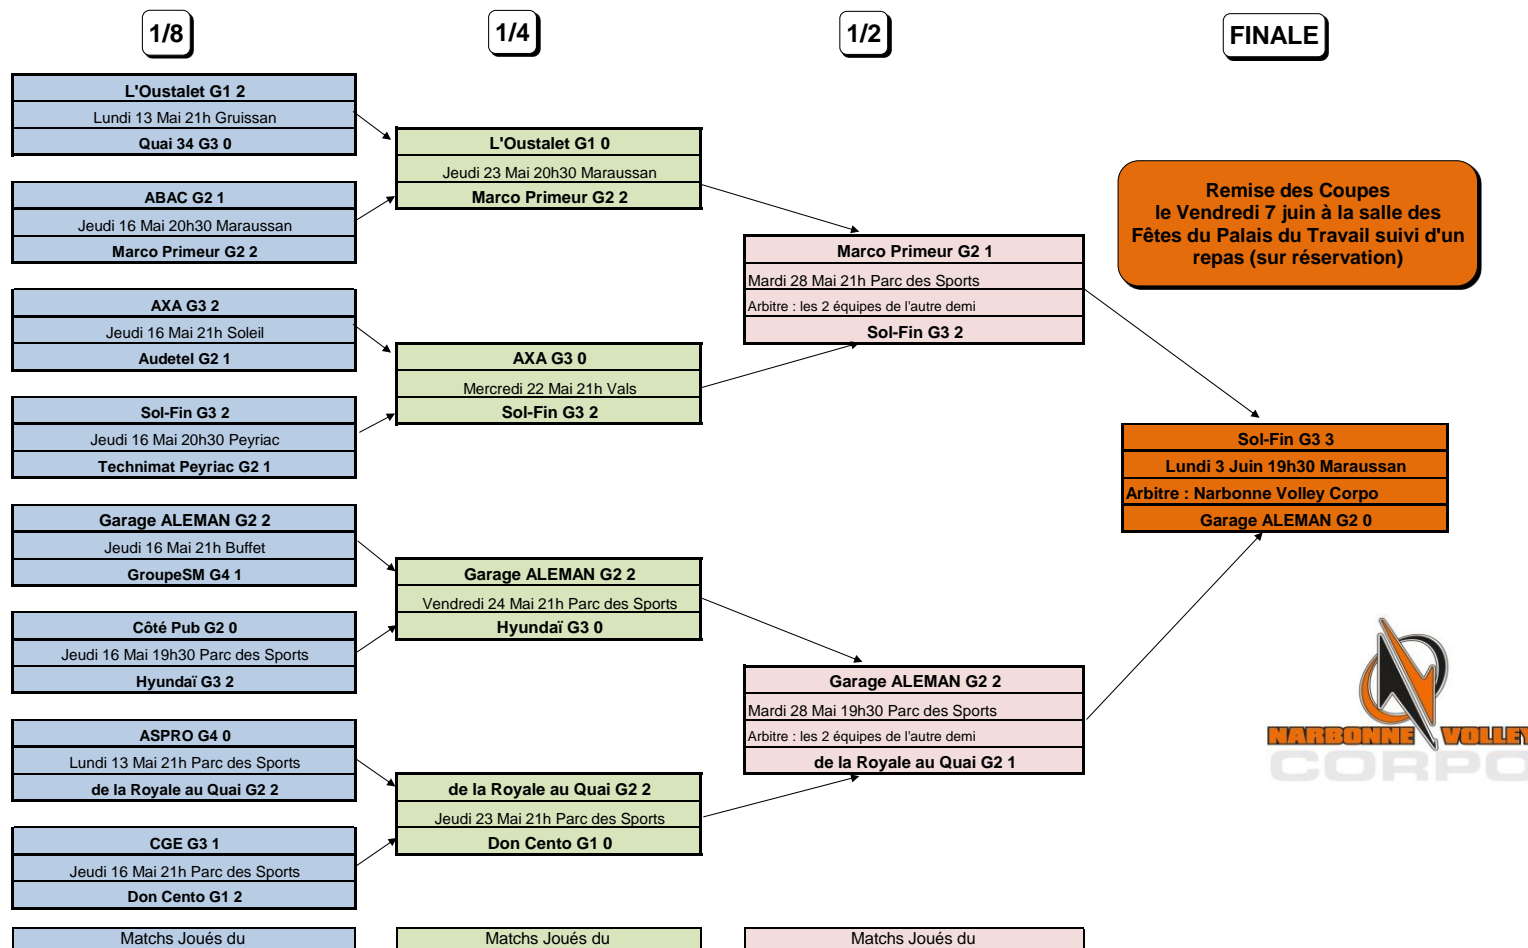 1/8
1/4
1/2
FINALE
L'Oustalet G1 2
Lundi 13 Mai 21h Gruissan
Quai 34 G3 0
ABAC G2 1
Jeudi 16 Mai 20h30 Maraussan
Marco Primeur G2 2
AXA G3 2
Jeudi 16 Mai 21h Soleil
Audetel G2 1
Sol-Fin G3 2
Jeudi 16 Mai 20h30 Peyriac
Technimat Peyriac G2 1
Garage ALEMAN G2 2
Jeudi 16 Mai 21h Buffet
GroupeSM G4 1
Côté Pub G2 0
Jeudi 16 Mai 19h30 Parc des Sports
Hyundaï G3 2
ASPRO G4 0
Lundi 13 Mai 21h Parc des Sports
de la Royale au Quai G2 2
CGE G3 1
Jeudi 16 Mai 21h Parc des Sports
Don Cento G1 2
Matchs Joués du
L'Oustalet G1 0
Jeudi 23 Mai 20h30 Maraussan
Marco Primeur G2 2
AXA G3 0
Mercredi 22 Mai 21h Vals
Sol-Fin G3 2
Garage ALEMAN G2 2
Vendredi 24 Mai 21h Parc des Sports
Hyundaï G3 0
de la Royale au Quai G2 2
Jeudi 23 Mai 21h Parc des Sports
Don Cento G1 0
Matchs Joués du
Marco Primeur G2 1
Mardi 28 Mai 21h Parc des Sports
Arbitre : les 2 équipes de l'autre demi
Sol-Fin G3 2
Garage ALEMAN G2 2
Mardi 28 Mai 19h30 Parc des Sports
Arbitre : les 2 équipes de l'autre demi
de la Royale au Quai G2 1
Matchs Joués du
Remise des Coupes
le Vendredi 7 juin à la salle des
Fêtes du Palais du Travail suivi d'un
repas (sur réservation)
Sol-Fin G3 3
Lundi 3 Juin 19h30 Maraussan
Arbitre : Narbonne Volley Corpo
Garage ALEMAN G2 0
NARBONNE VOLLEY
CORPO